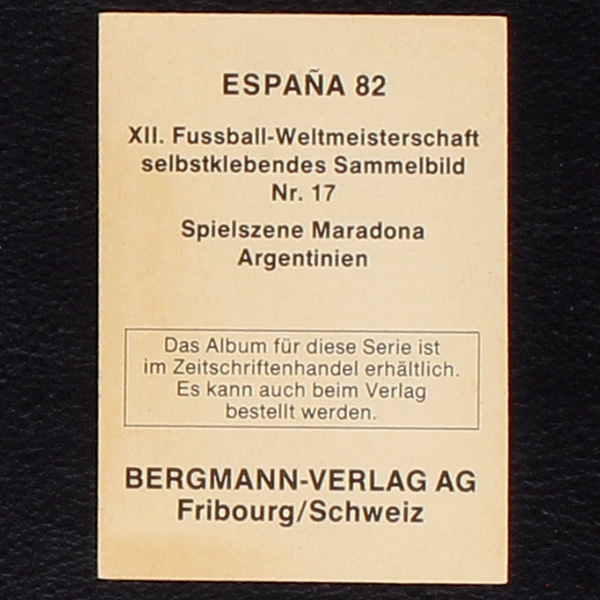 ESPAÑA 82
XII. Fussball-Weltmeisterschaft
selbstklebendes Sammelbild
Nr. 17
Spielszene Maradona
Argentinien
Das Album für diese Serie ist
im Zeitschriftenhandel erhältlich.
Es kann auch beim Verlag
bestellt werden.
BERGMANN-VERLAG AG
Fribourg/Schweiz